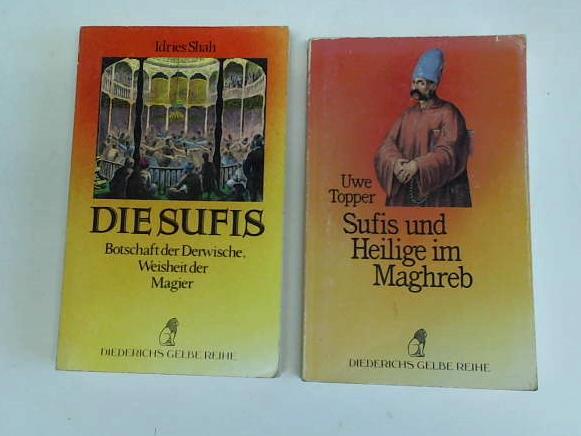 Idries Shah
DIE SUFIS
Botschaft der Derwische,
Weisheit der
Magier
DIEDERICHS GELBE REIHE
Uwe
Topper
Sufis und
Heilige im
Maghreb
DIEDERICHS GELBE REIHE